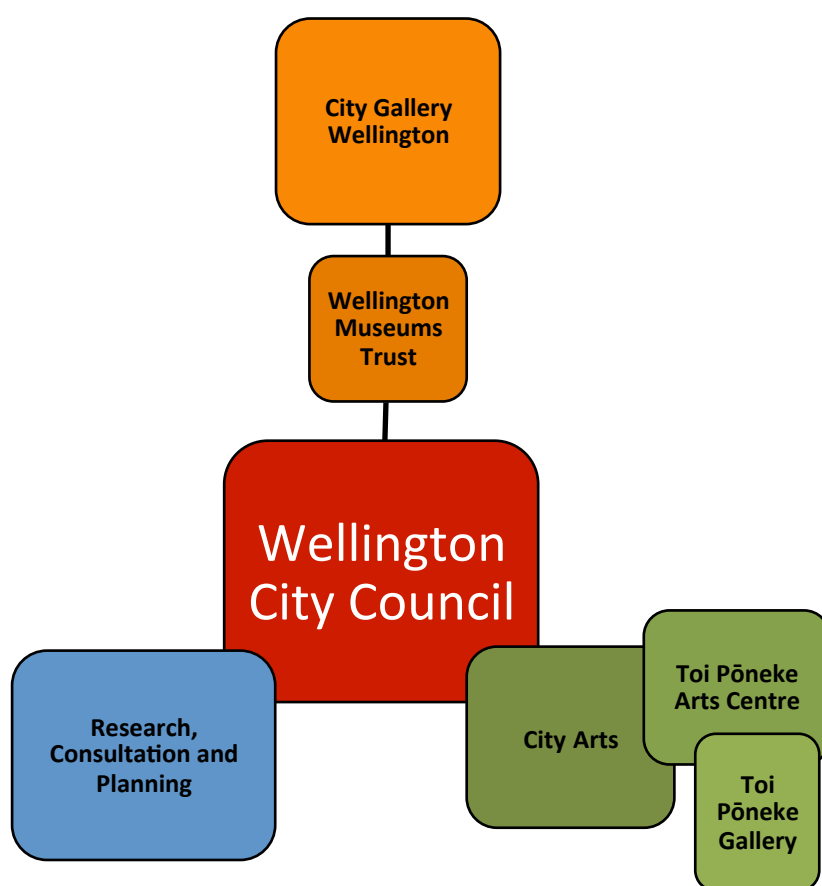 City Gallery
Wellington
Wellington
Museums
Trust
Wellington
City Council
Research,
Consultation and
Planning
City Arts
Toi Pōneke
Arts Centre
Toi
Pōneke
Gallery